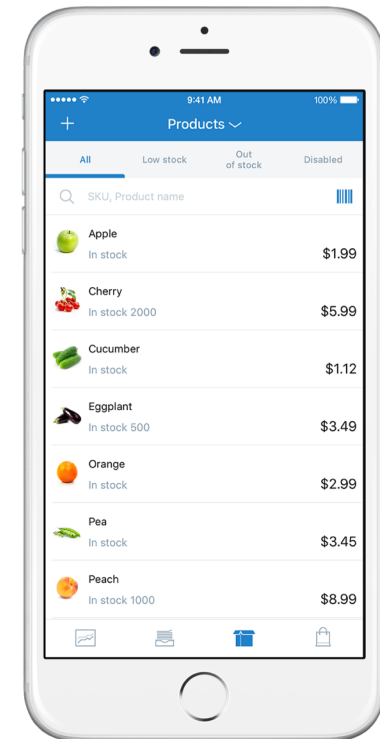 9:41 AM
100%
Products
All
Low stock
Out
of stock
Disabled
SKU, Product name
Apple
In stock
$1.99
Cherry
In stock 2000
$5.99
Cucumber
In stock
$1.12
Eggplant
In stock 500
$3.49
Orange
In stock
$2.99
Pea
In stock
$3.45
Peach
In stock 1000
$8.99